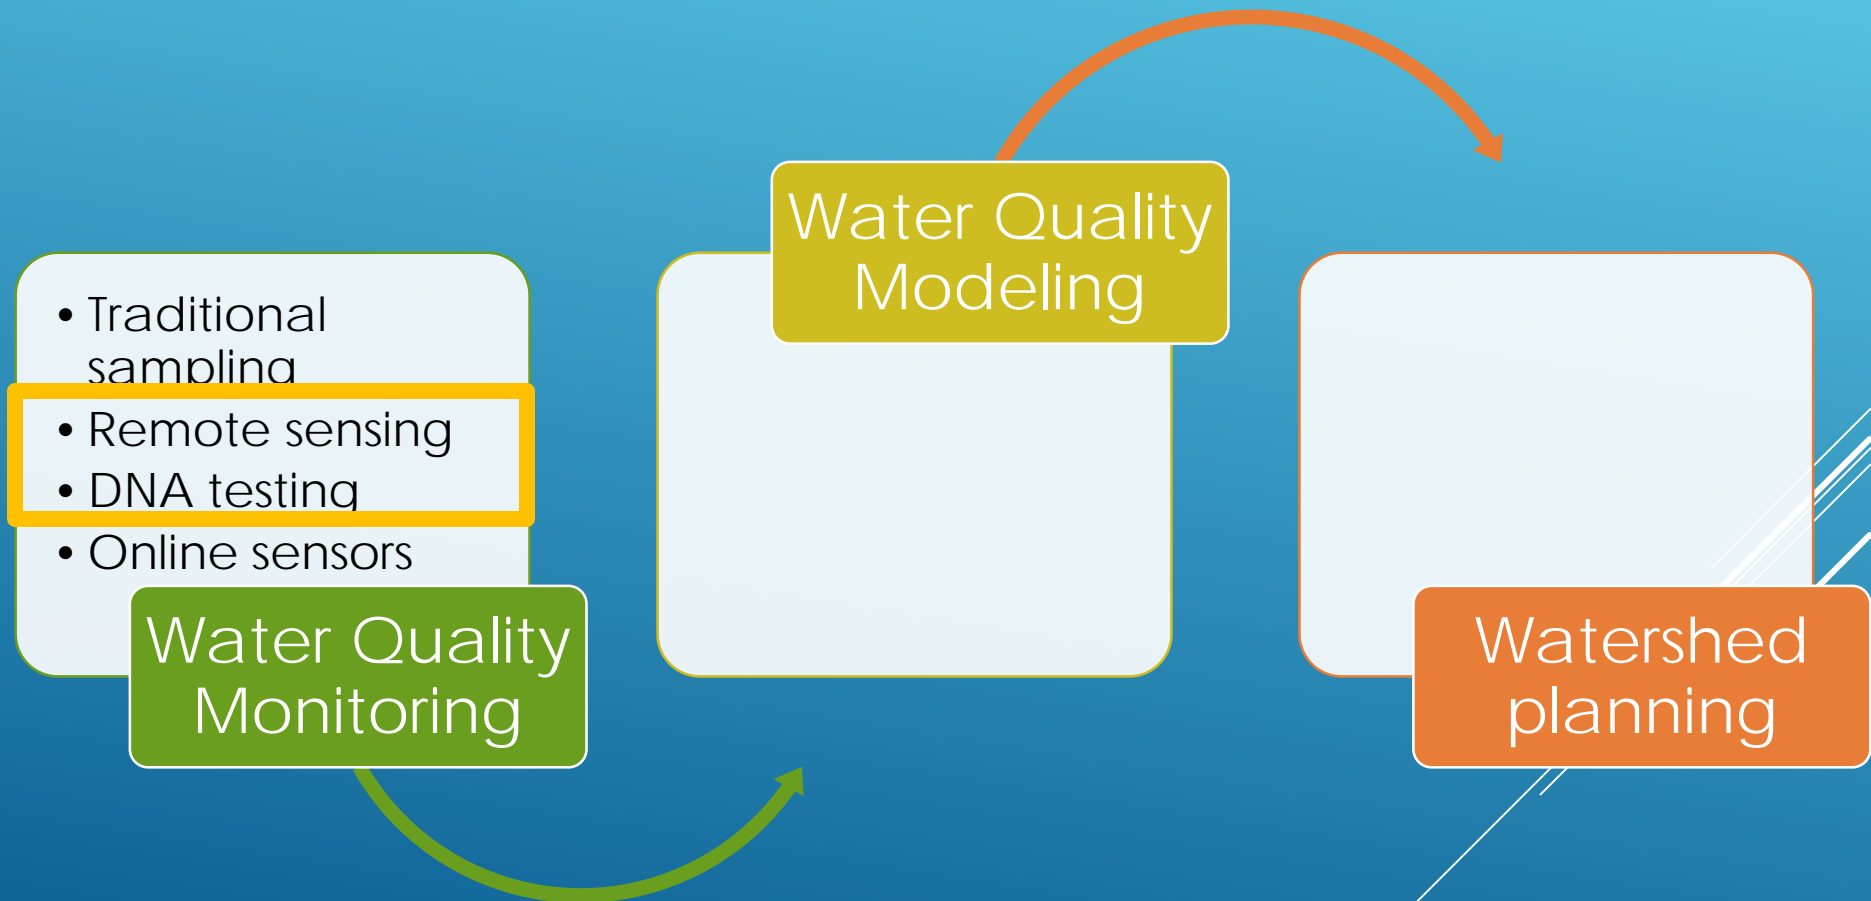 • Traditional
sampling
• Remote sensing
• DNA testing
• Online sensors
Water Quality
Monitoring
Water Quality
Modeling
Watershed
planning